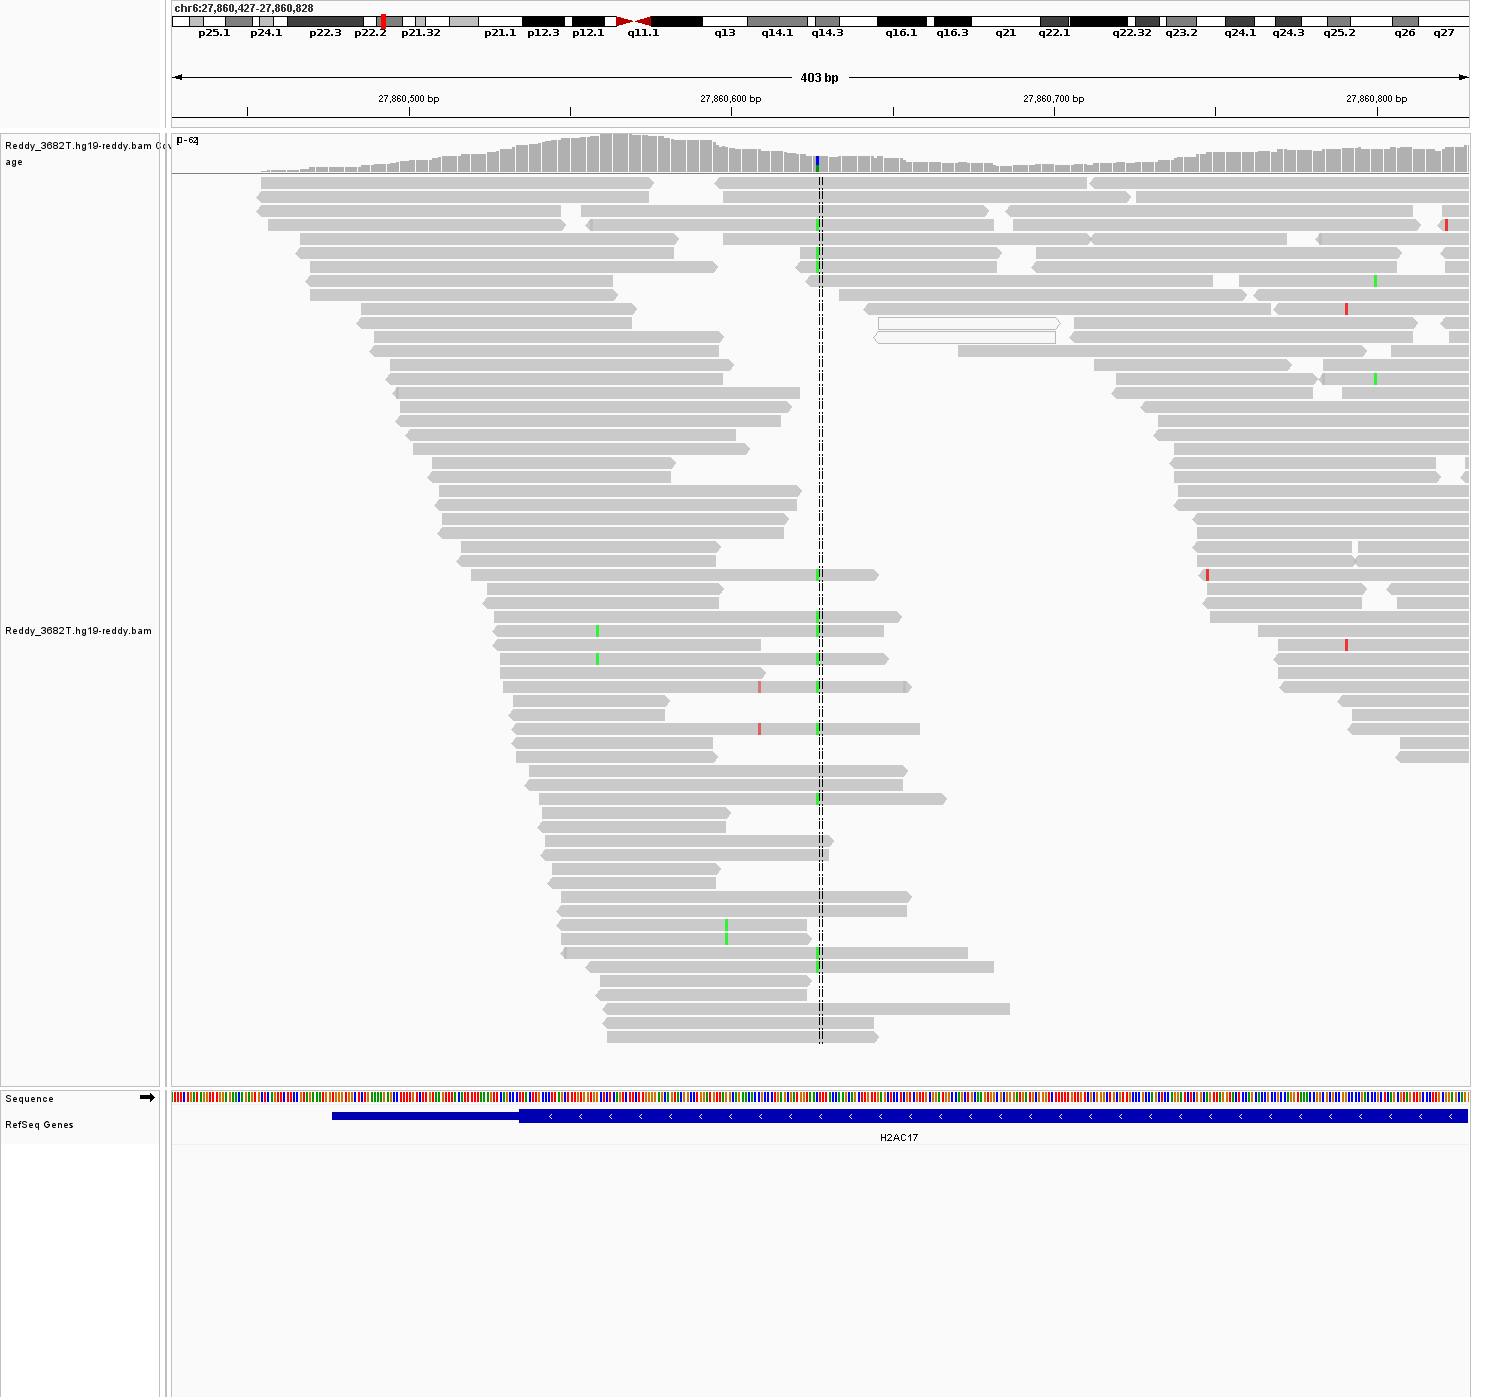 chr6:27,860,427-27,860,828
p25.1 p24.1 p22.3 p22.2 p21.32 p21.1 p12.3 p12.1 q11.1 q13 q14.1 q14.3 q16.1 q16.3 q21 q22.1 q22.32 q23.2 q24.1 q24.3 q25.2 q26 q27
403 bp
27,860,500 bp 27,860,600 bp 27,860,700 bp 27,860,800 bp
Reddy_3682T.hg19-reddy.bam Cov
age
[0 - 62]
Reddy_3682T.hg19-reddy.bam
Sequence
RefSeq Genes
H2AC17